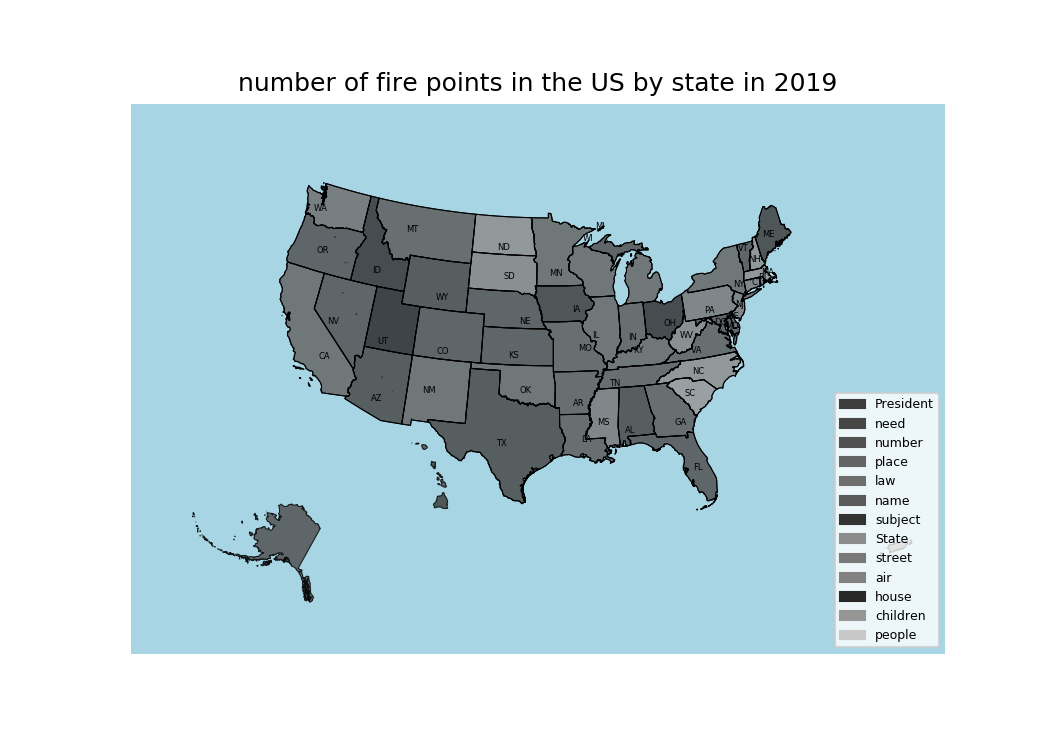 number of fire points in the US by state in 2019
WA
MT
ND
OR
ID
SD
MN
WI
MI
ME
VT
NH
NY
WY
IA
NE
PA
NV
UT
CO
KS
IL
IN
OH
MO
KY
WV
VA
CA
AZ
NM
OK
AR
TN
NC
SC
MS
AL
GA
TX
LA
FL
President
need
number
place
law
name
subject
State
street
air
house
children
people